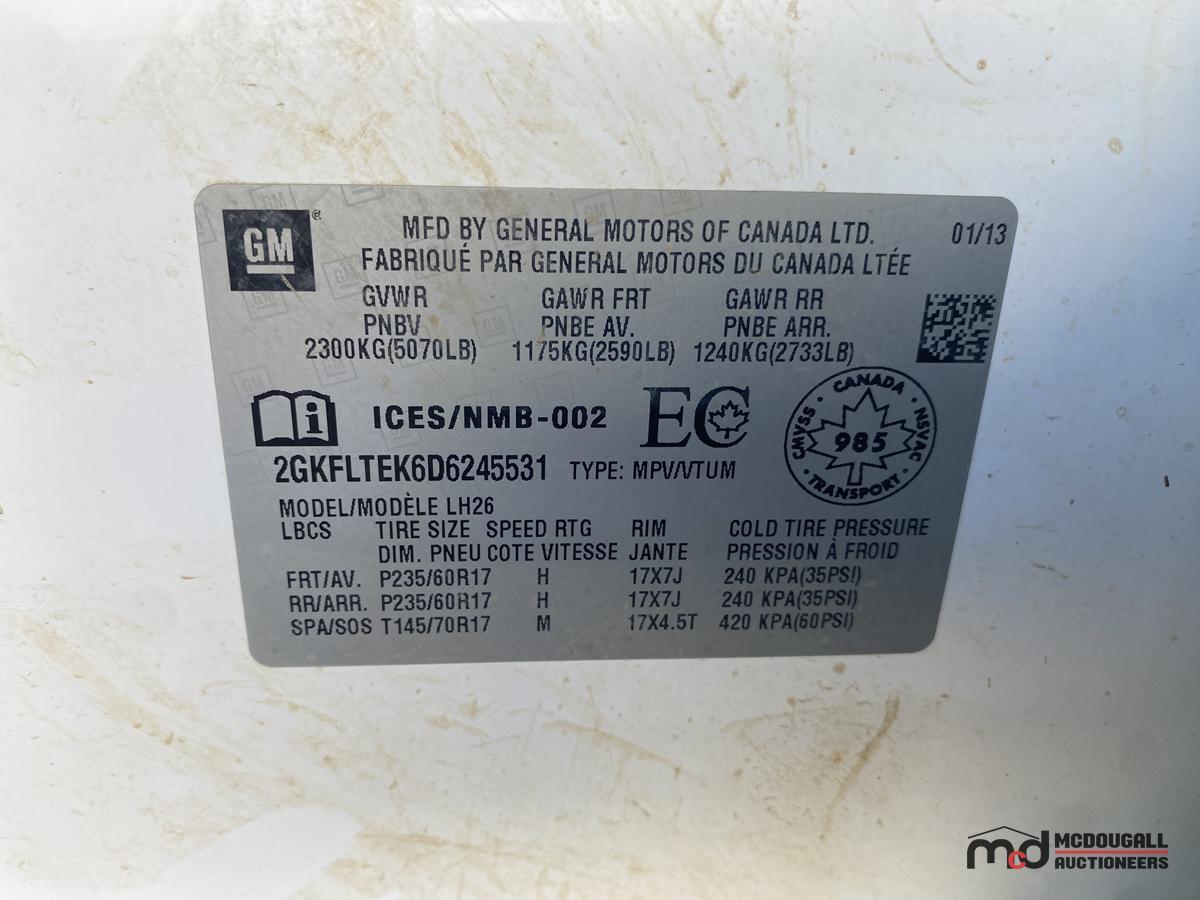 GM
MFD BY GENERAL MOTORS OF CANADA LTD. 01/13
FABRIQUÉ PAR GENERAL MOTORS DU CANADA LTÉE
GVWR GAWR FRT GAWR RR
PNBV PNBE AV. PNBE ARR.
2300KG(5070LB) 1175KG(2590LB) 1240KG(2733LB)
ICES/NMB-002 EC
CANADA
CMVSS 985 NSVAC
TRANSPORT
2GKFLTEK6D6245531 TYPE: MPV/VTUM
MODEL/MODÈLE LH26
LBCS TIRE SIZE SPEED RTG RIM COLD TIRE PRESSURE
DIM. PNEU COTE VITESSE JANTE PRESSION À FROID
FRT/AV. P235/60R17 H 17X7J 240 KPA(35PSI)
RR/ARR. P235/60R17 H 17X7J 240 KPA(35PSI)
SPA/SOS T145/70R17 M 17X4.5T 420 KPA(60PSI)
mcd MCDOUGALL
AUCTIONEERS